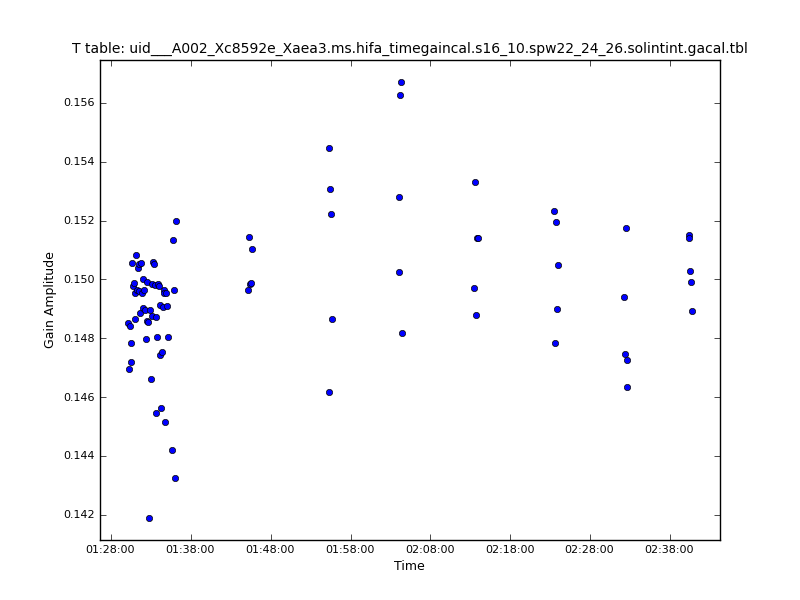 T table: uid___A002_Xc8592e_Xaea3.ms.hifa_timegaincal.s16_10.spw22_24_26.solintint.gacal.tbl
0.156
0.154
0.152
0.150
0.148
0.146
0.144
0.142
Gain Amplitude
01:28:00 01:38:00 01:48:00 01:58:00 02:08:00 02:18:00 02:28:00 02:38:00
Time